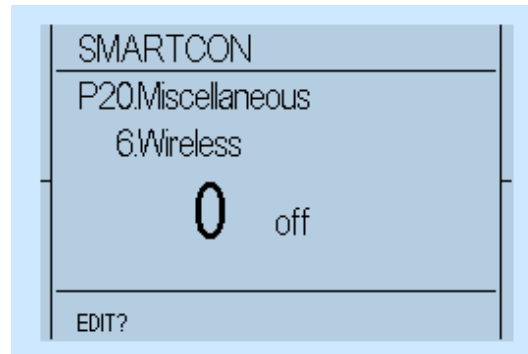 SMARTCON
P20.Miscellaneous
6.Wireless
0 off
EDIT?